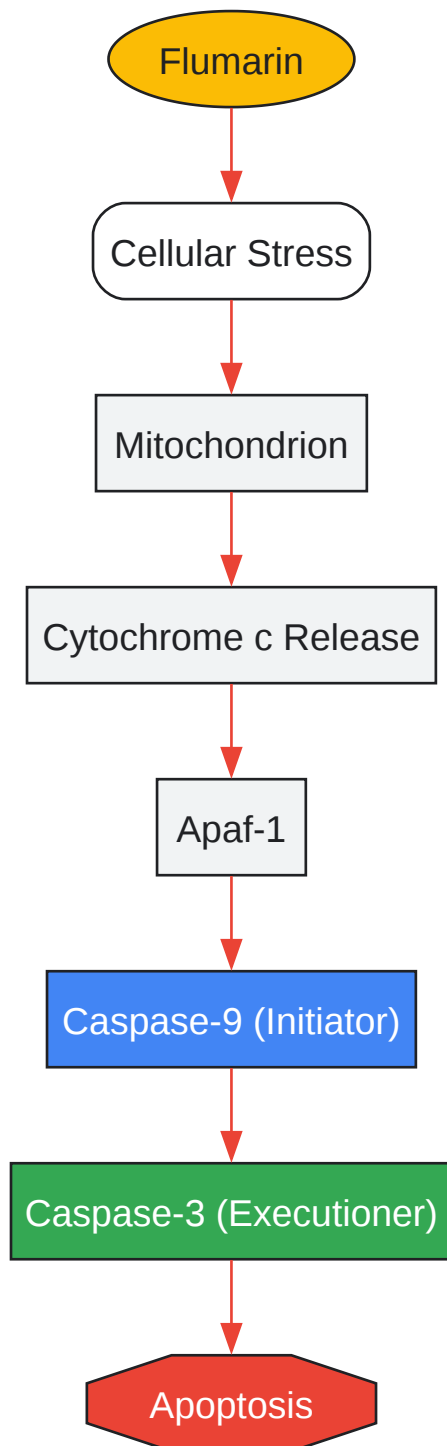 Flumarin
Cellular Stress
Mitochondrion
Cytochrome c Release
Apaf-1
Caspase-9 (Initiator)
Caspase-3 (Executioner)
Apoptosis